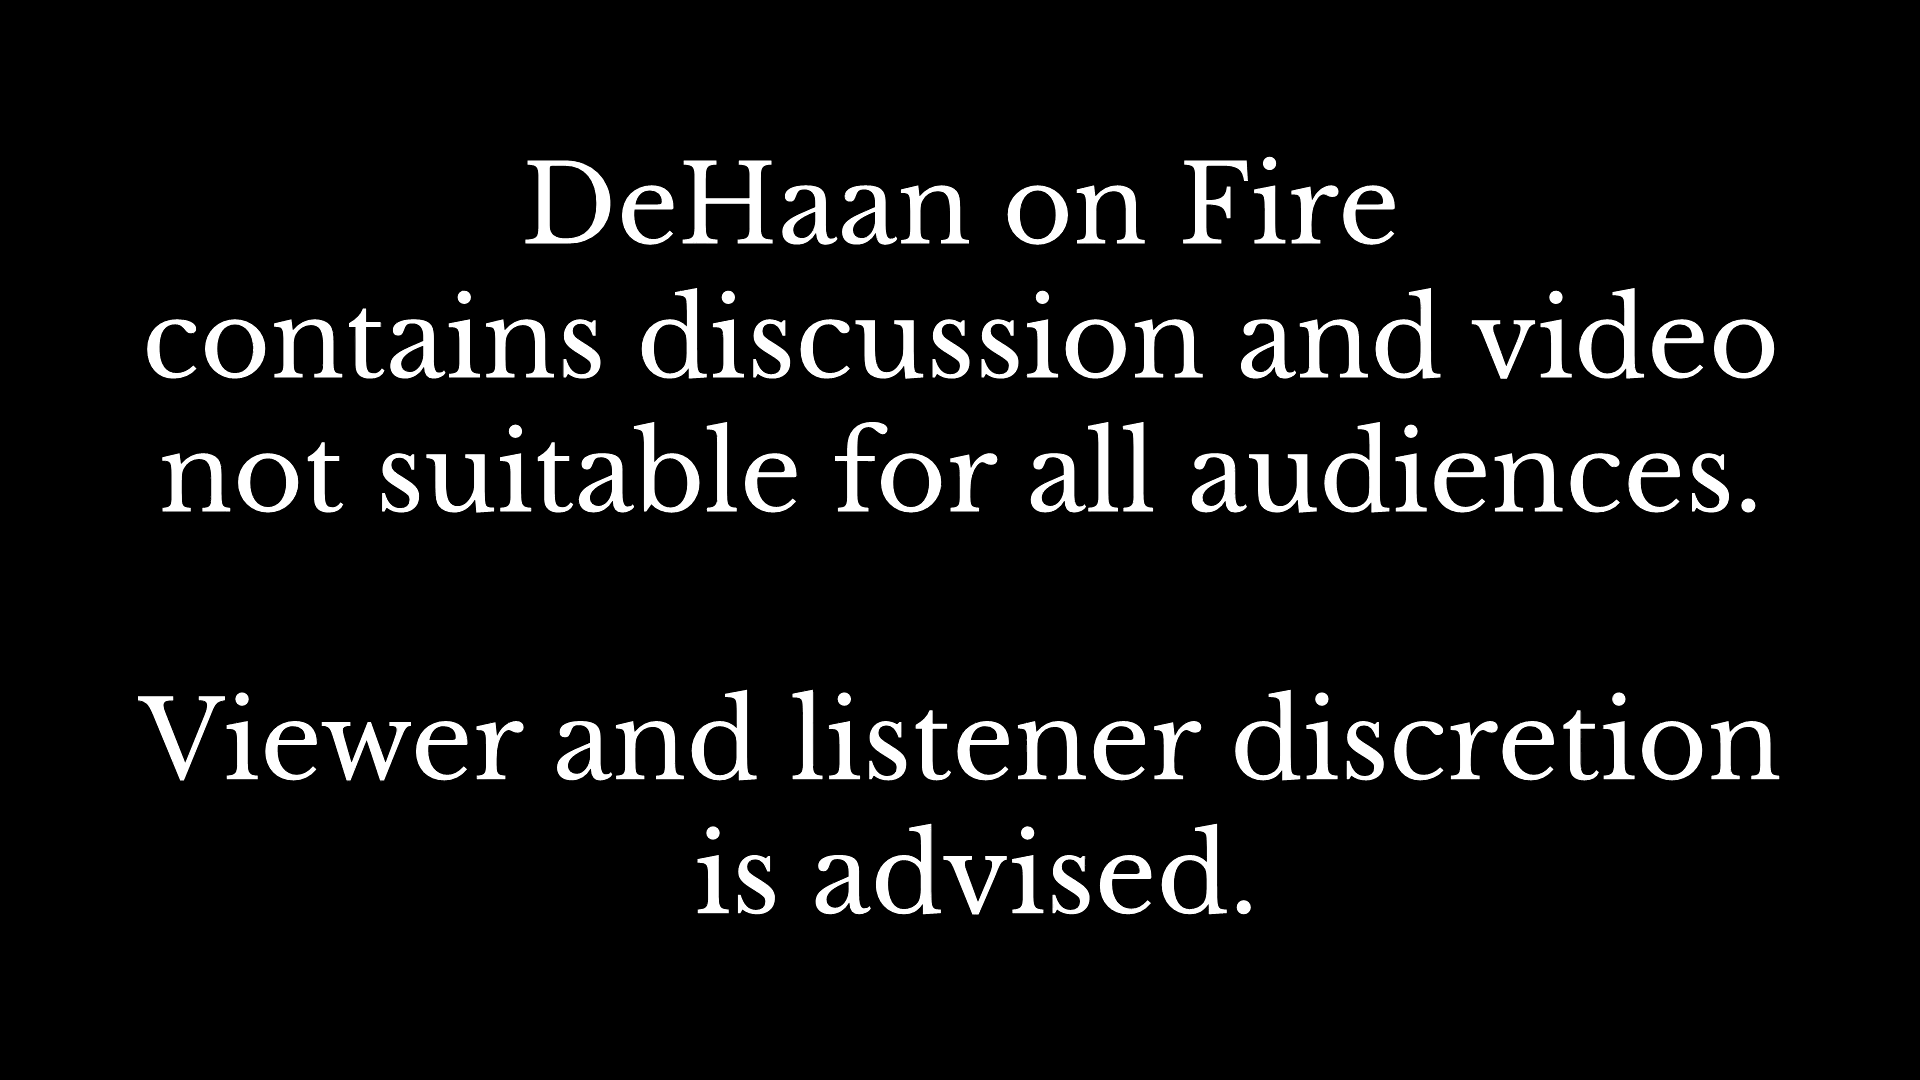 DeHaan on Fire
contains discussion and video
not suitable for all audiences.
Viewer and listener discretion
is advised.